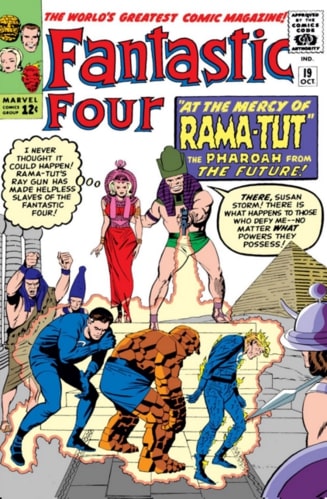 THE WORLD'S GREATEST COMIC MAGAZINE!
APPROVED
BY THE
COMICS
CODE
AUTHORITY
Fantastic
FOUR
IND.
19
OCT.
MARVEL
COMICS
GROUP
12¢
"AT THE MERCY OF
RAMA-TUT"
THE PHAROAH FROM
THE FUTURE!
I NEVER
THOUGHT IT
COULD HAPPEN!
RAMA-TUT'S
RAY GUN HAS
MADE HELPLESS
SLAVES OF THE
FANTASTIC
FOUR!
THERE, SUSAN
STORM! THERE IS
WHAT HAPPENS TO THOSE
WHO DEFY ME--NO
MATTER WHAT
POWERS THEY
POSSESS!